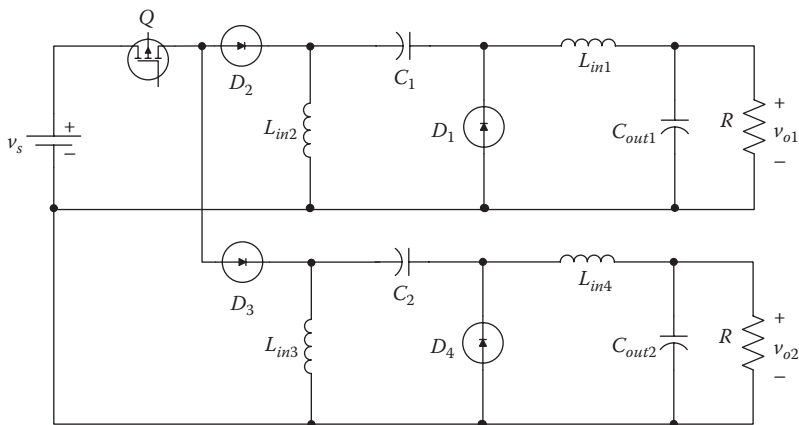 Q
D2
C1
Lin1
Lin2
D1
Cout1
R
+
vo1
−
vs
+
−
D3
C2
Lin4
Lin3
D4
Cout2
R
+
vo2
−